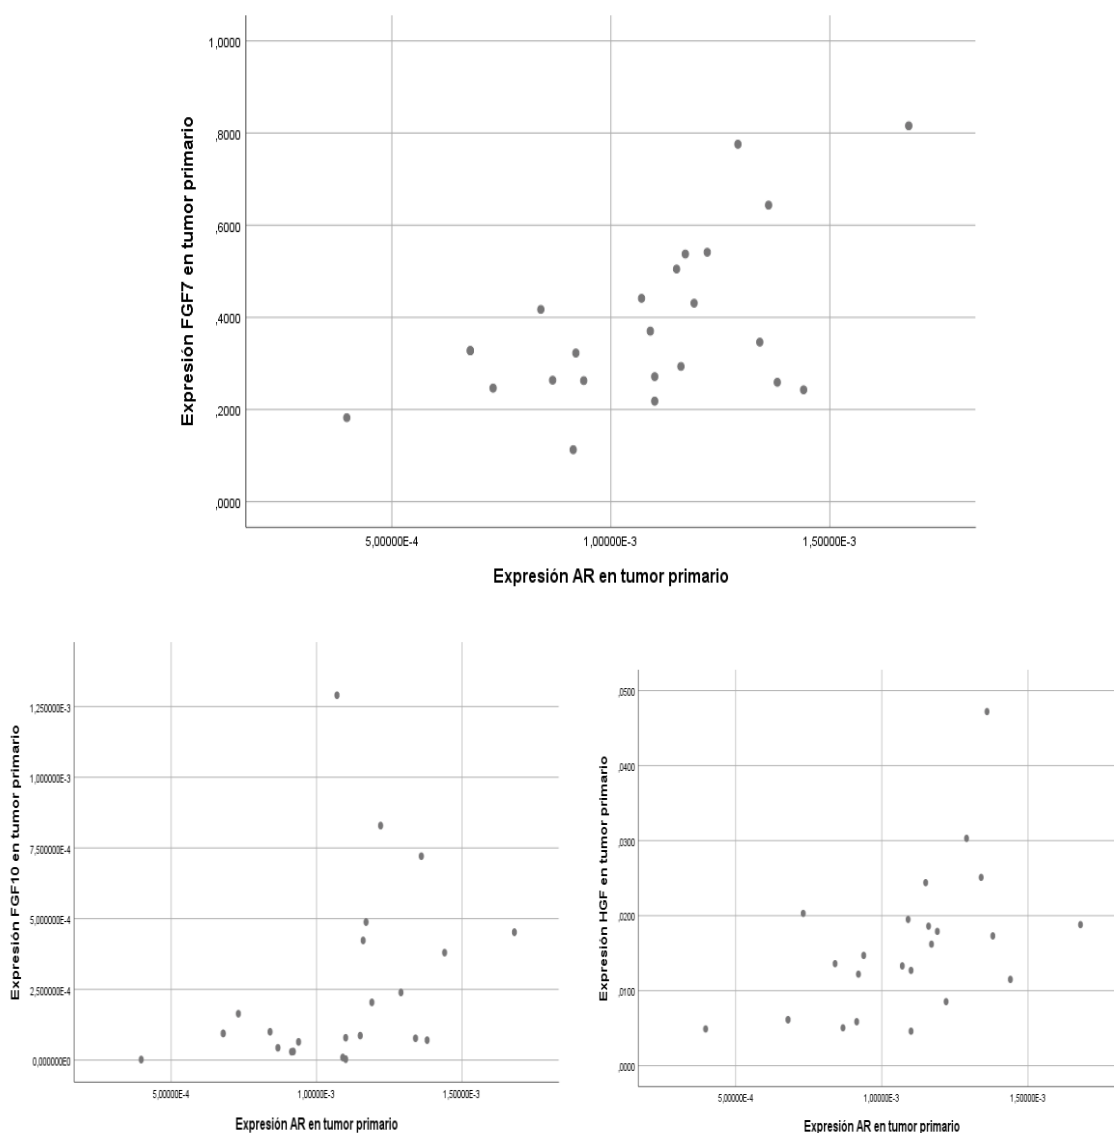 1,0000
,8000
,6000
,4000
,2000
,0000
Expresión FGF7 en tumor primario
5,00000E-4 1,00000E-3 1,50000E-3
Expresión AR en tumor primario
1,250000E-3
1,000000E-3
7,500000E-4
5,000000E-4
2,500000E-4
0,000000E0
Expresión FGF10 en tumor primario
5,00000E-4 1,00000E-3 1,50000E-3
Expresión AR en tumor primario
,0500
,0400
,0300
,0200
,0100
,0000
Expresión HGF en tumor primario
5,00000E-4 1,00000E-3 1,50000E-3
Expresión AR en tumor primario